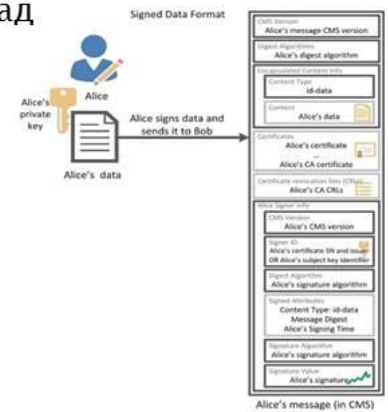 ад
Signed Data Format
Alice
Alice's
private
key
Alice signs data and
sends it to Bob
Alice's data
CMS Version
Alice's message CMS version
Digest Algorithms
Alice's digest algorithm
Encapsulated Content Info
Content Type
id-data
Content
Alice's data
Certificates
Alice's certificate
...
Alice's CA certificate
Certificate revocation lists (CRLs)
Alice's CA CRLs
Alice Signer Info
CMS Version
Alice's CMS version
Signer ID
Alice's certificate SN and issuer
OR Alice's subject key identifier
Digest Algorithm
Alice's signature algorithm
Signed Attributes
Content Type: id-data
Message Digest
Alice's Signing Time
Signature Algorithm
Alice's signature algorithm
Signature Value
Alice's signature
Alice's message (in CMS)